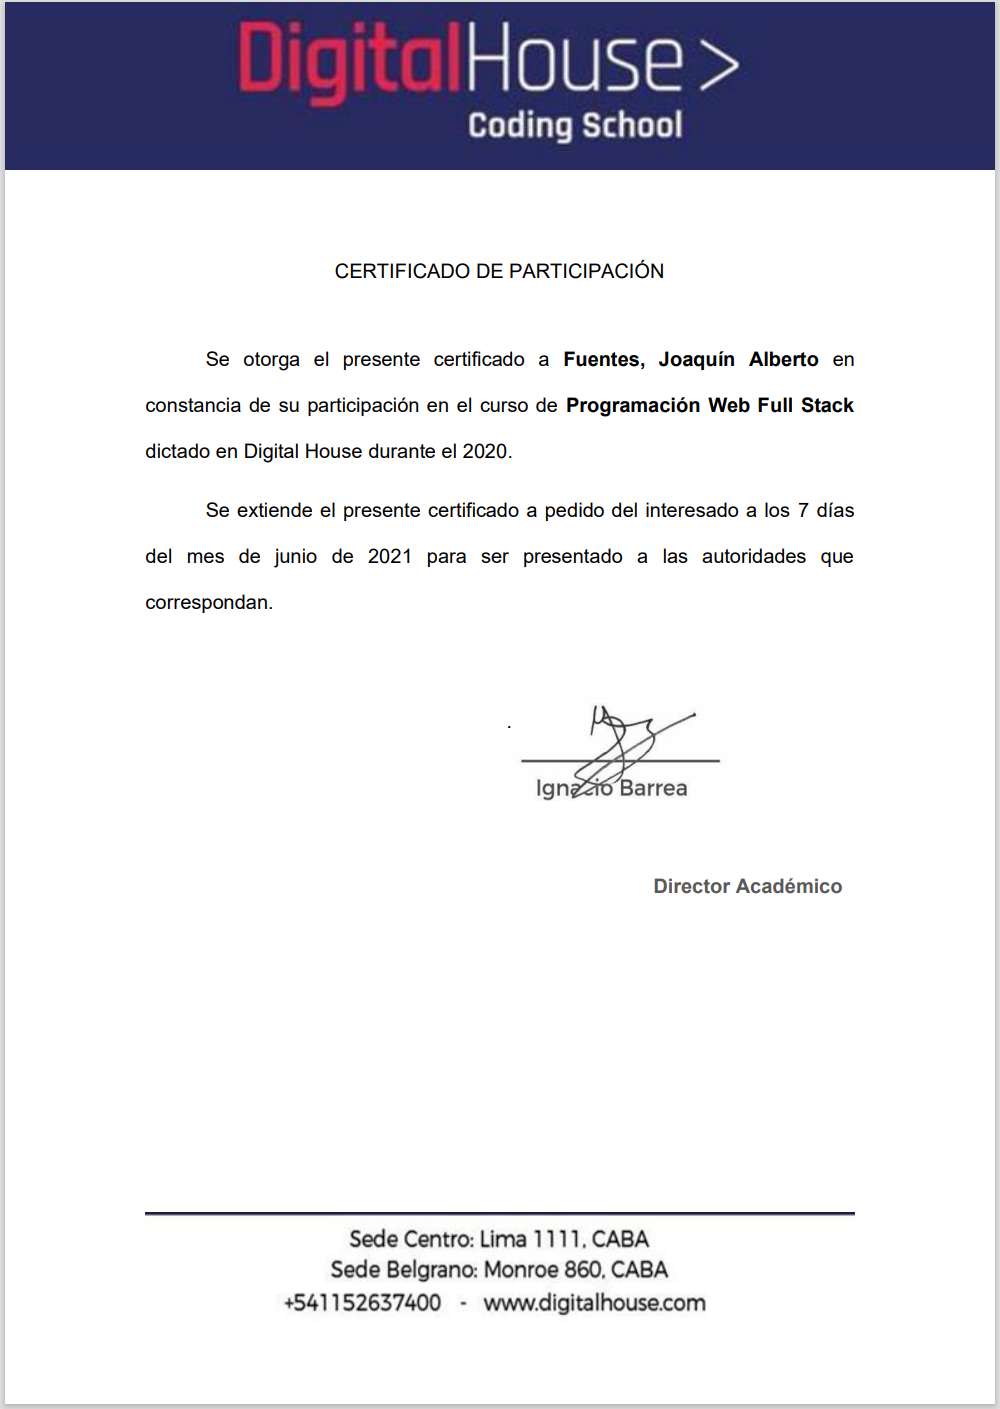 DigitalHouse >
Coding School
CERTIFICADO DE PARTICIPACIÓN
Se otorga el presente certificado a Fuentes, Joaquín Alberto en
constancia de su participación en el curso de Programación Web Full Stack
dictado en Digital House durante el 2020.
Se extiende el presente certificado a pedido del interesado a los 7 días
del mes de junio de 2021 para ser presentado a las autoridades que
correspondan.
.
Ignacio Barrea
Director Académico
Sede Centro: Lima 1111, CABA
Sede Belgrano: Monroe 860, CABA
+541152637400 - www.digitalhouse.com